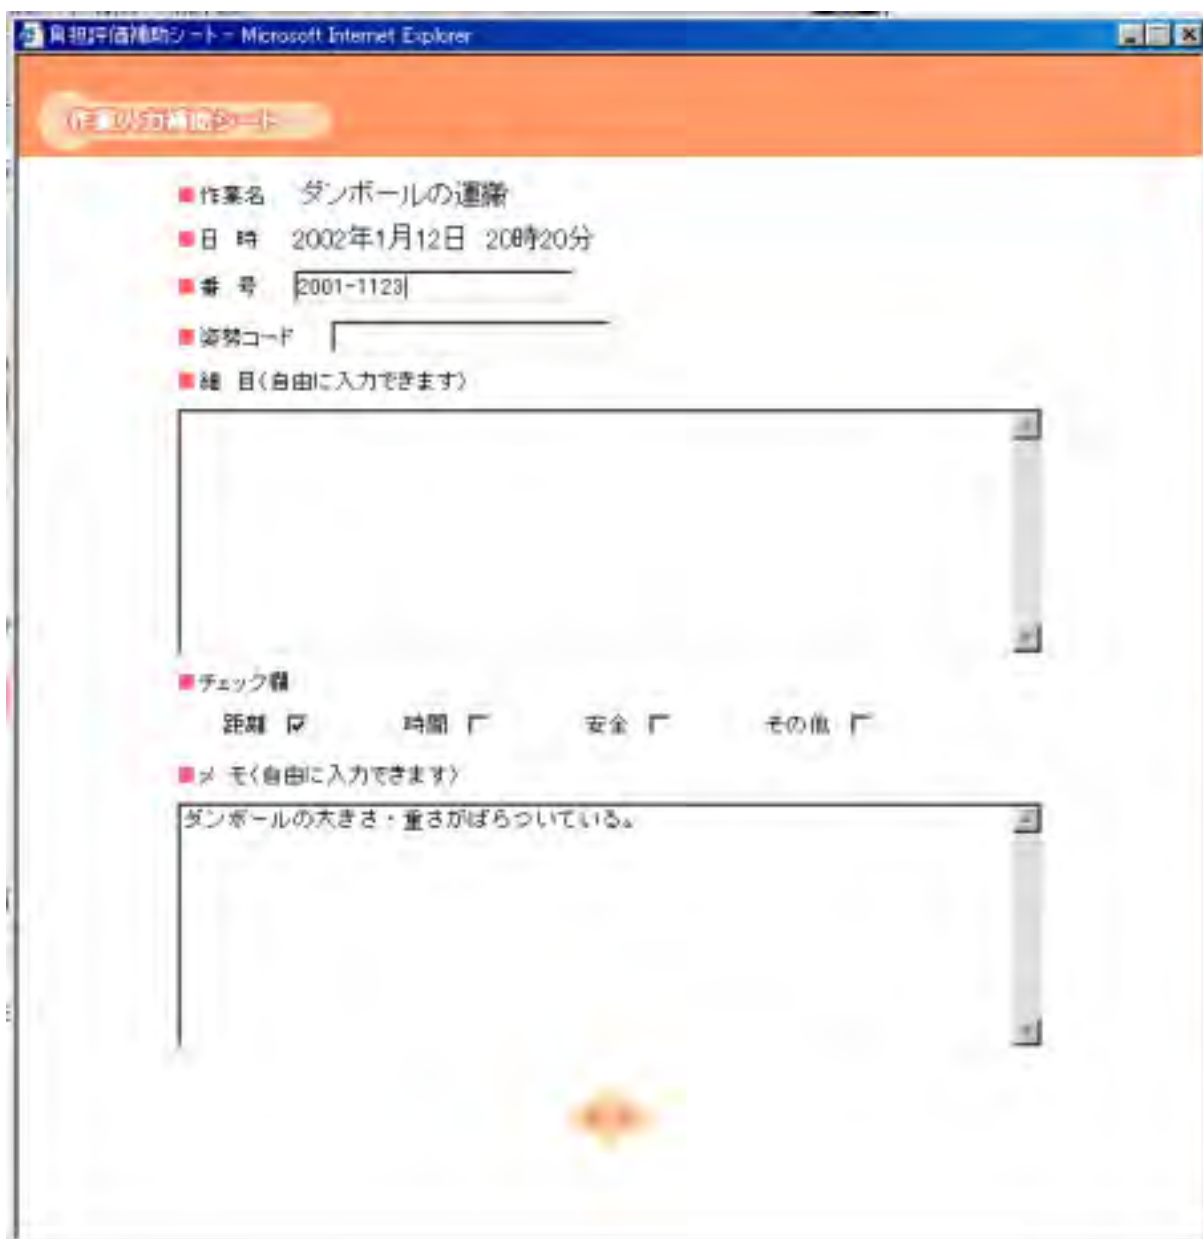 負担評価補助シート - Microsoft Internet Explorer
作業入力補助シート
■作業名 ダンボールの運搬
■日 時 2002年1月12日 20時20分
■番 号 2001-1123
■姿勢コード
■細 目(自由に入力できます)
■チェック欄
距離 時間 安全 その他
■メ モ(自由に入力できます)
ダンボールの大きさ・重さがばらついている。